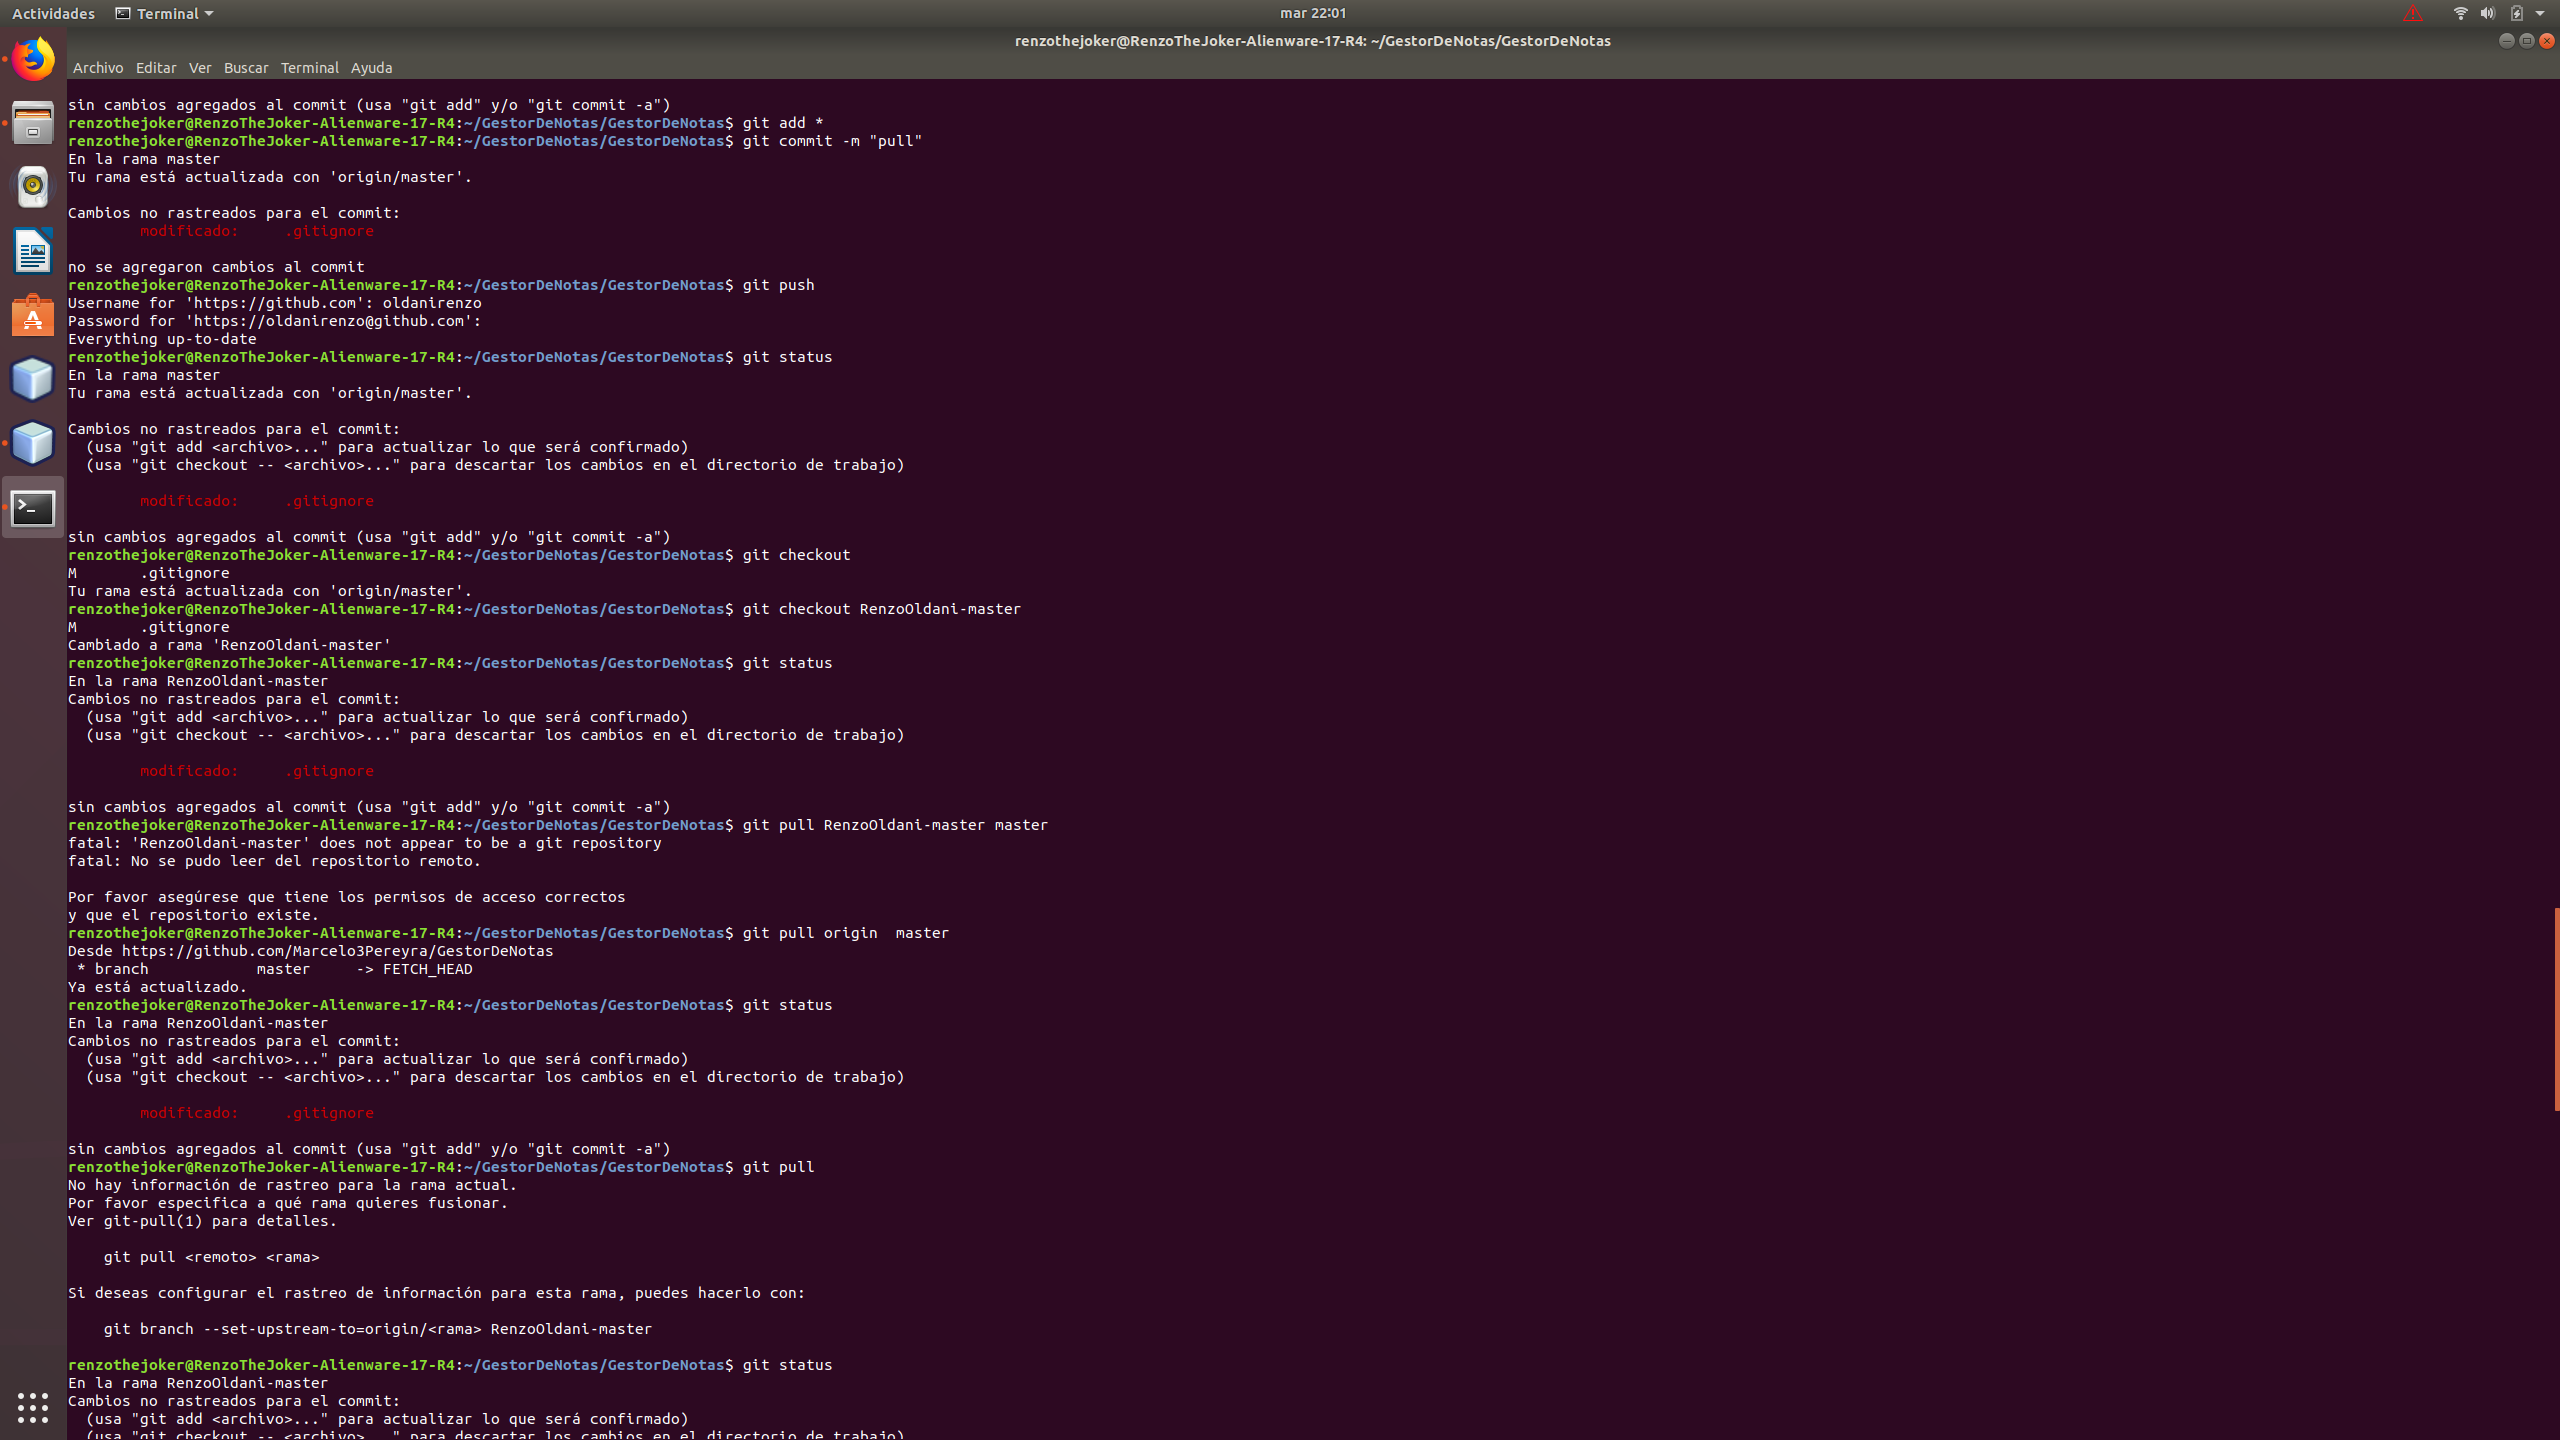 Actividades Terminal mar 22:01
renzothejoker@RenzoTheJoker-Alienware-17-R4: ~/GestorDeNotas/GestorDeNotas
Archivo Editar Ver Buscar Terminal Ayuda
sin cambios agregados al commit (usa "git add" y/o "git commit -a")
renzothejoker@RenzoTheJoker-Alienware-17-R4:~/GestorDeNotas/GestorDeNotas$ git add *
renzothejoker@RenzoTheJoker-Alienware-17-R4:~/GestorDeNotas/GestorDeNotas$ git commit -m "pull"
En la rama master
Tu rama está actualizada con 'origin/master'.
Cambios no rastreados para el commit:
modificado: .gitignore
no se agregaron cambios al commit
renzothejoker@RenzoTheJoker-Alienware-17-R4:~/GestorDeNotas/GestorDeNotas$ git push
Username for 'https://github.com': oldanirenzo
Password for 'https://oldanirenzo@github.com':
Everything up-to-date
renzothejoker@RenzoTheJoker-Alienware-17-R4:~/GestorDeNotas/GestorDeNotas$ git status
En la rama master
Tu rama está actualizada con 'origin/master'.
Cambios no rastreados para el commit:
(usa "git add <archivo>..." para actualizar lo que será confirmado)
(usa "git checkout -- <archivo>..." para descartar los cambios en el directorio de trabajo)
modificado: .gitignore
sin cambios agregados al commit (usa "git add" y/o "git commit -a")
renzothejoker@RenzoTheJoker-Alienware-17-R4:~/GestorDeNotas/GestorDeNotas$ git checkout
M .gitignore
Tu rama está actualizada con 'origin/master'.
renzothejoker@RenzoTheJoker-Alienware-17-R4:~/GestorDeNotas/GestorDeNotas$ git checkout RenzoOldani-master
M .gitignore
Cambiado a rama 'RenzoOldani-master'
renzothejoker@RenzoTheJoker-Alienware-17-R4:~/GestorDeNotas/GestorDeNotas$ git status
En la rama RenzoOldani-master
Cambios no rastreados para el commit:
(usa "git add <archivo>..." para actualizar lo que será confirmado)
(usa "git checkout -- <archivo>..." para descartar los cambios en el directorio de trabajo)
modificado: .gitignore
sin cambios agregados al commit (usa "git add" y/o "git commit -a")
renzothejoker@RenzoTheJoker-Alienware-17-R4:~/GestorDeNotas/GestorDeNotas$ git pull RenzoOldani-master master
fatal: 'RenzoOldani-master' does not appear to be a git repository
fatal: No se pudo leer del repositorio remoto.
Por favor asegúrese que tiene los permisos de acceso correctos
y que el repositorio existe.
renzothejoker@RenzoTheJoker-Alienware-17-R4:~/GestorDeNotas/GestorDeNotas$ git pull origin  master
Desde https://github.com/Marcelo3Pereyra/GestorDeNotas
* branch master -> FETCH_HEAD
Ya está actualizado.
renzothejoker@RenzoTheJoker-Alienware-17-R4:~/GestorDeNotas/GestorDeNotas$ git status
En la rama RenzoOldani-master
Cambios no rastreados para el commit:
(usa "git add <archivo>..." para actualizar lo que será confirmado)
(usa "git checkout -- <archivo>..." para descartar los cambios en el directorio de trabajo)
modificado: .gitignore
sin cambios agregados al commit (usa "git add" y/o "git commit -a")
renzothejoker@RenzoTheJoker-Alienware-17-R4:~/GestorDeNotas/GestorDeNotas$ git pull
No hay información de rastreo para la rama actual.
Por favor especifica a qué rama quieres fusionar.
Ver git-pull(1) para detalles.
git pull <remoto> <rama>
Si deseas configurar el rastreo de información para esta rama, puedes hacerlo con:
git branch --set-upstream-to=origin/<rama> RenzoOldani-master
renzothejoker@RenzoTheJoker-Alienware-17-R4:~/GestorDeNotas/GestorDeNotas$ git status
En la rama RenzoOldani-master
Cambios no rastreados para el commit:
(usa "git add <archivo>..." para actualizar lo que será confirmado)
(usa "git checkout -- <archivo>..." para descartar los cambios en el directorio de trabajo)